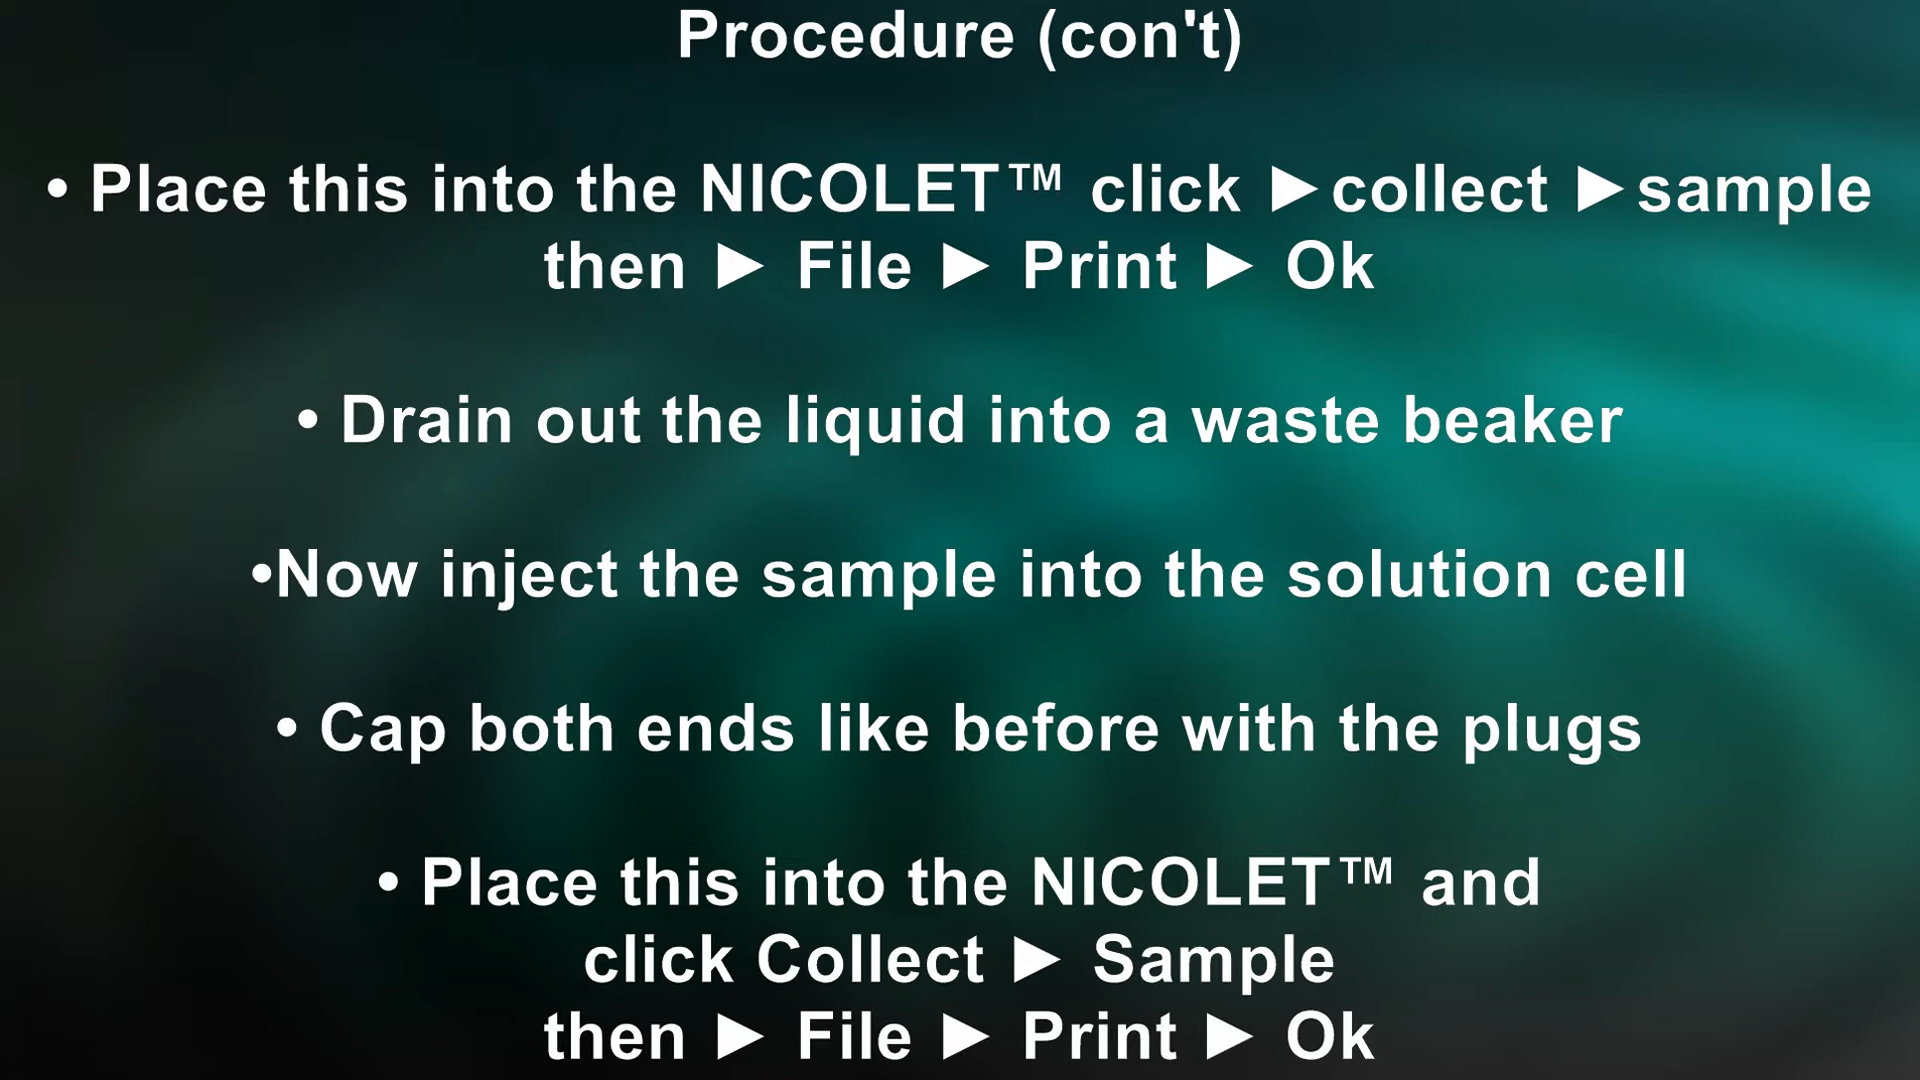 Procedure (con't)
• Place this into the NICOLET™ click ►collect ►sample
then ► File ► Print ► Ok
• Drain out the liquid into a waste beaker
•Now inject the sample into the solution cell
• Cap both ends like before with the plugs
• Place this into the NICOLET™ and
click Collect ► Sample
then ► File ► Print ► Ok